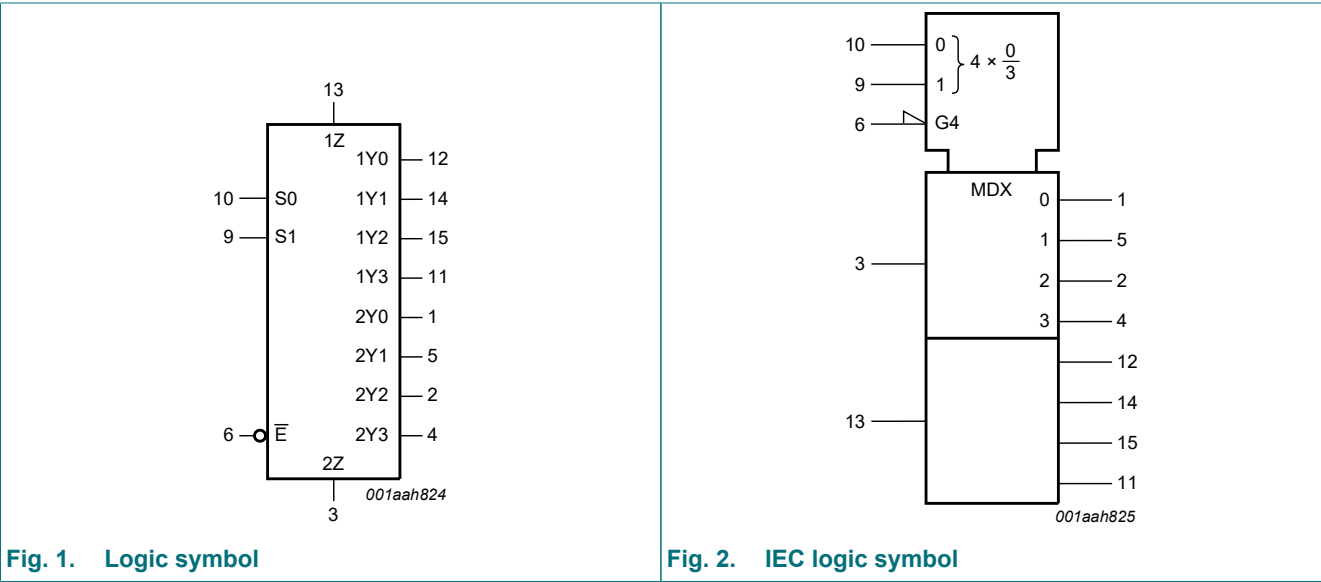 13
1Z
1Y0 12
10 S0 1Y1 14
9 S1 1Y2 15
1Y3 11
2Y0 1
2Y1 5
2Y2 2
6 E̅ 2Y3 4
2Z
001aah824
3
Fig. 1. Logic symbol
10 0
4 × 0/3
9 1
6 G4
MDX
0 1
1 5
3
2 2
3 4
12
14
13
15
11
001aah825
Fig. 2. IEC logic symbol